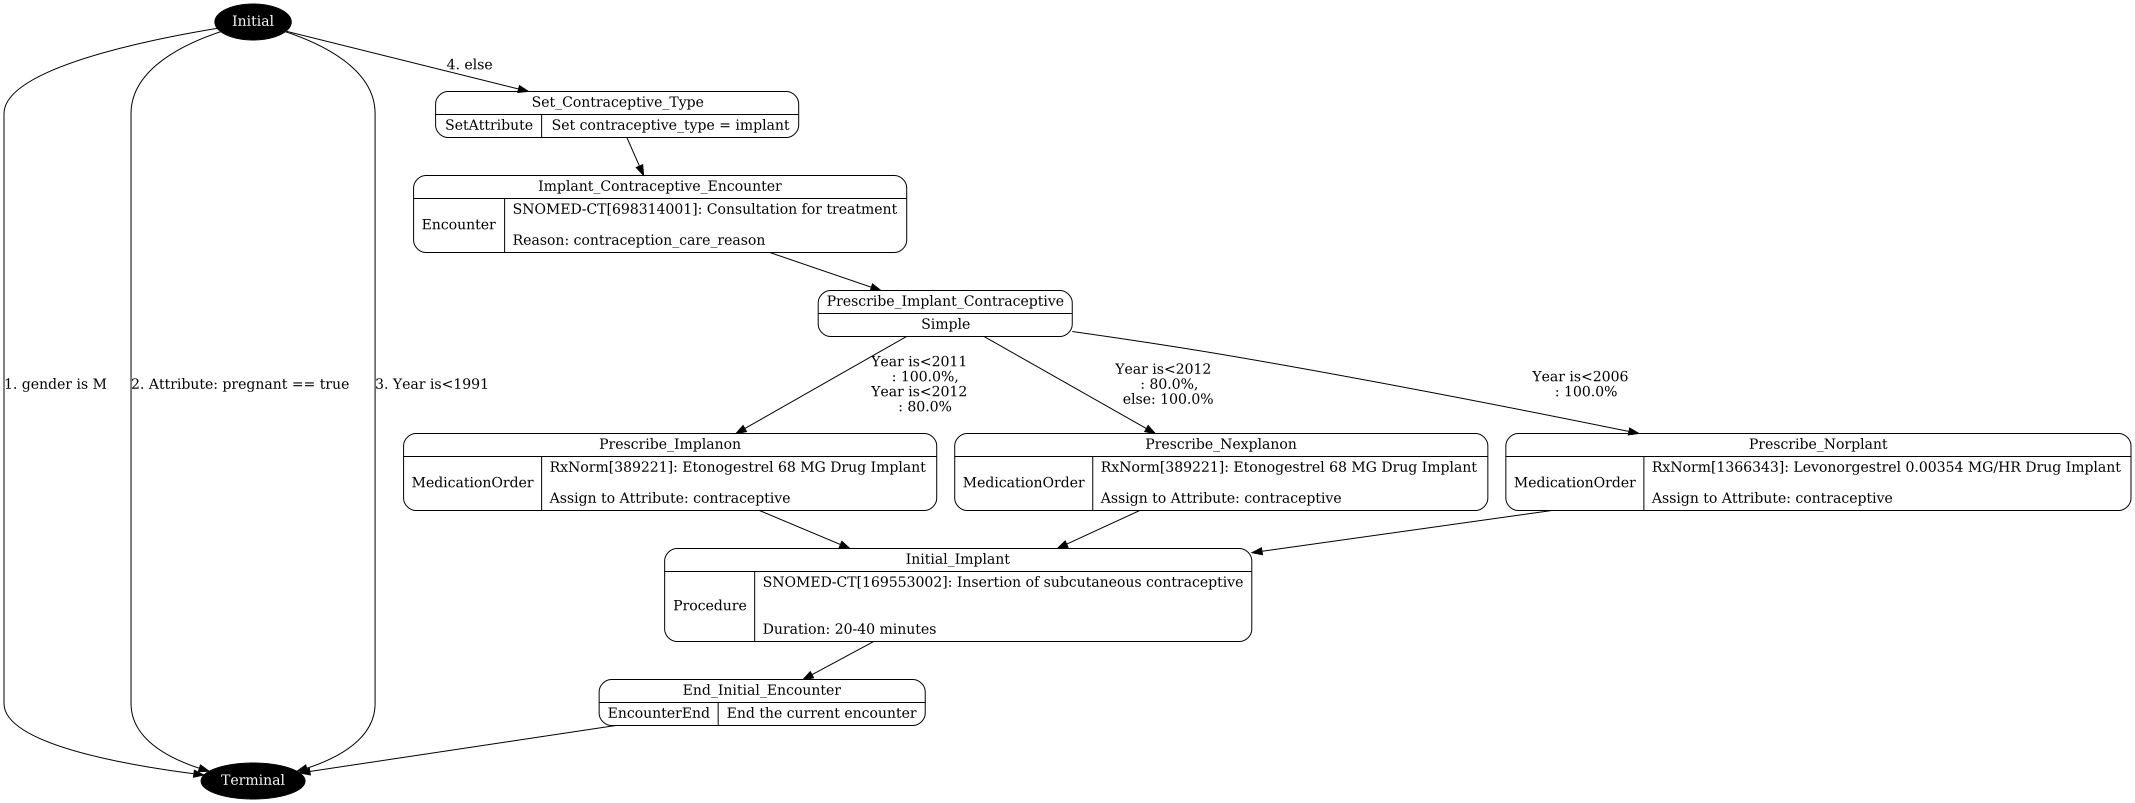 Initial
4. else
Set_Contraceptive_Type
SetAttribute
Set contraceptive_type = implant
Implant_Contraceptive_Encounter
Encounter
SNOMED-CT[698314001]: Consultation for treatment
Reason: contraception_care_reason
Prescribe_Implant_Contraceptive
Simple
1. gender is M
2. Attribute: pregnant == true
3. Year is<1991
Year is<2011
: 100.0%,
Year is<2012
: 80.0%
Year is<2012
: 80.0%,
else: 100.0%
Year is<2006
: 100.0%
Prescribe_Implanon
MedicationOrder
RxNorm[389221]: Etonogestrel 68 MG Drug Implant
Assign to Attribute: contraceptive
Prescribe_Nexplanon
MedicationOrder
RxNorm[389221]: Etonogestrel 68 MG Drug Implant
Assign to Attribute: contraceptive
Prescribe_Norplant
MedicationOrder
RxNorm[1366343]: Levonorgestrel 0.00354 MG/HR Drug Implant
Assign to Attribute: contraceptive
Initial_Implant
Procedure
SNOMED-CT[169553002]: Insertion of subcutaneous contraceptive
Duration: 20-40 minutes
End_Initial_Encounter
EncounterEnd
End the current encounter
Terminal